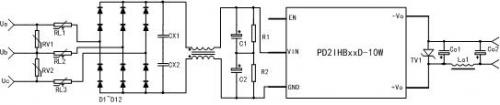 Ua
RL1
RV1
Ub
RL2
RV2
Uc
RL3
D1~D12
CX1
CX2
C1
C2
R1
R2
EN
VIN
GND
PD21HBxxD-10W
-Vo
-Vo
TV1
Co1
Lo1
Co2